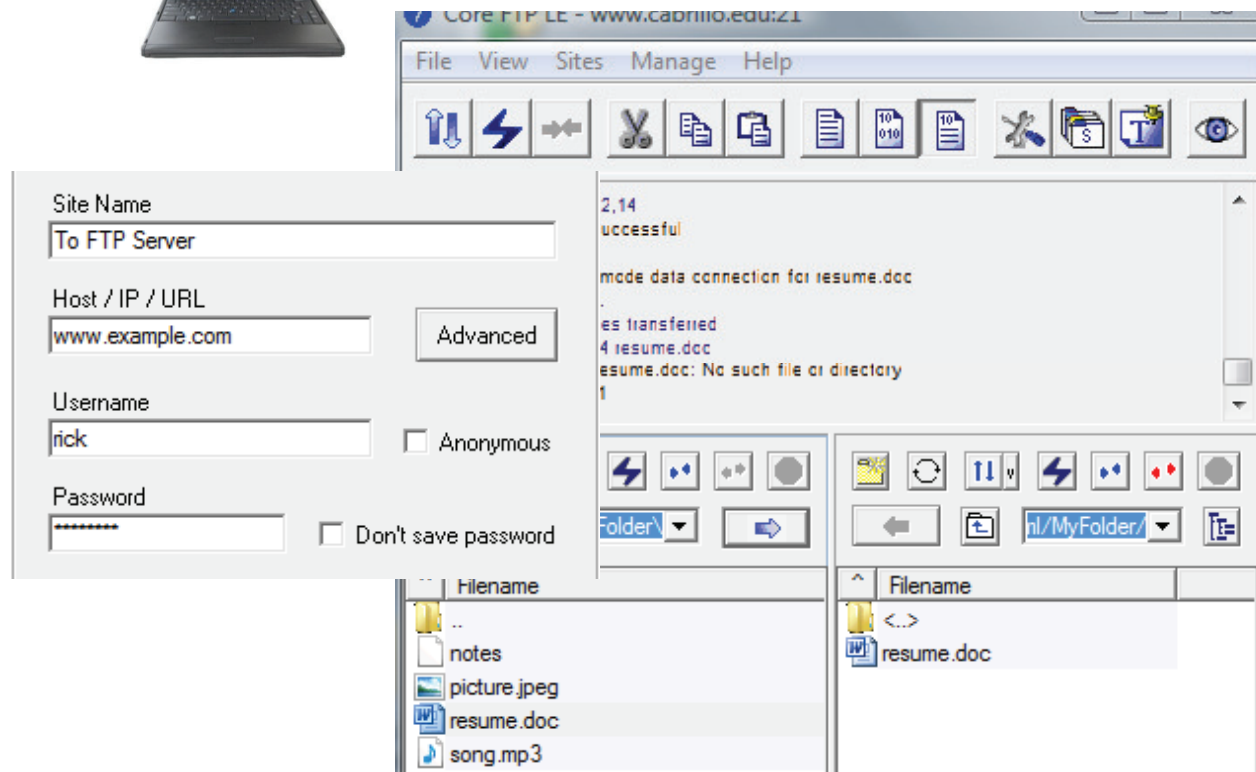 Core FTP LE - www.cabrillo.edu:21
File View Sites Manage Help
Site Name
To FTP Server
Host / IP / URL
www.example.com
Advanced
Username
rick
Anonymous
Password
********
Don't save password
2,14
uccessful
mode data connection for resume.doc
.
es transferred
4 resume.doc
esume.doc: No such file or directory
1
Folder\
nl/MyFolder/
Filename
..
notes
picture.jpeg
resume.doc
song.mp3
Filename
<..>
resume.doc